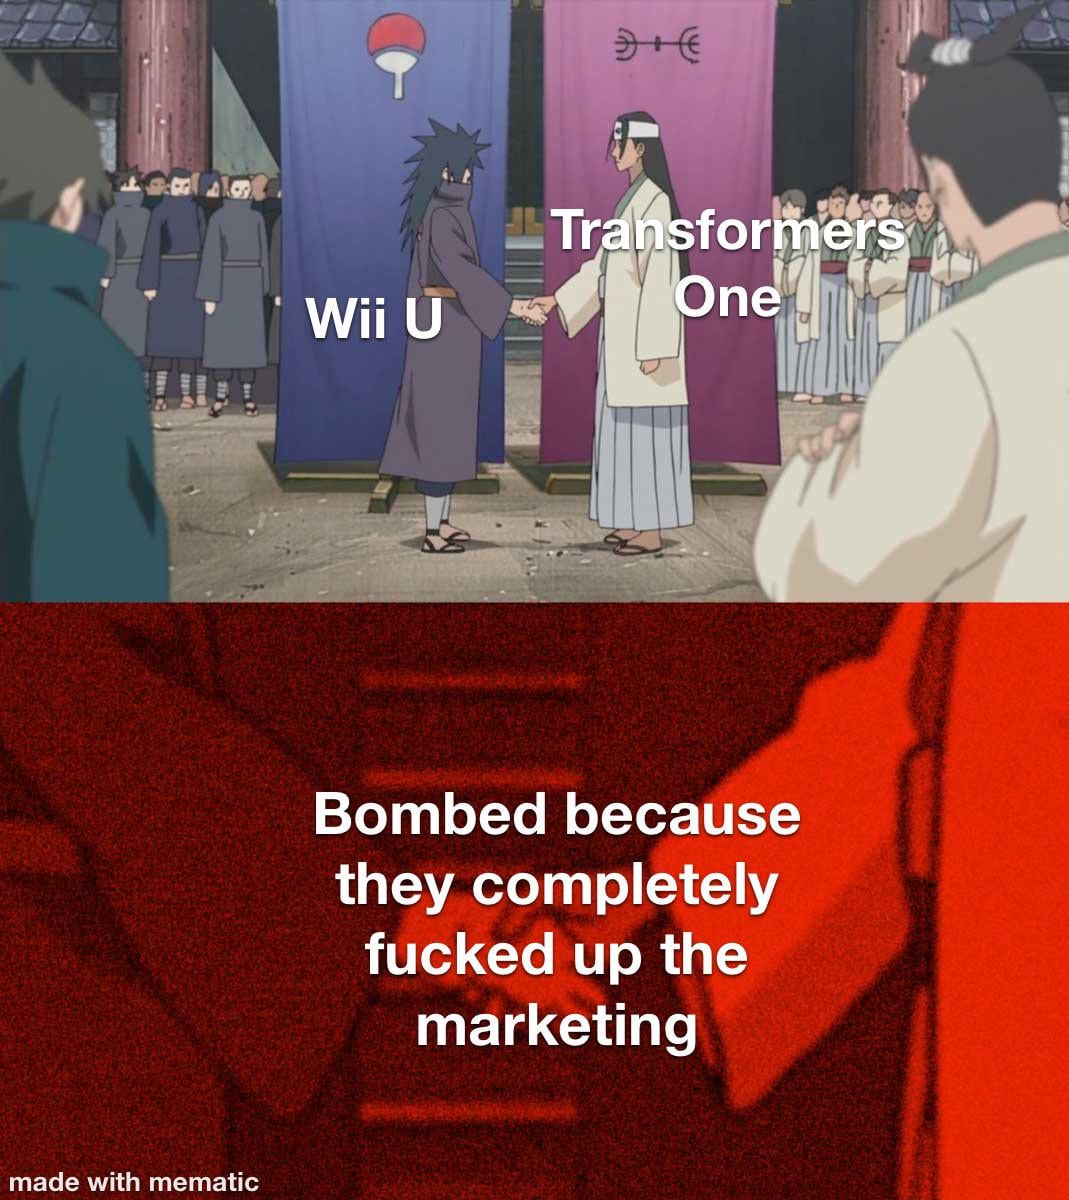 Transformers
One
Wii U
Bombed because
they completely
fucked up the
marketing
made with mematic